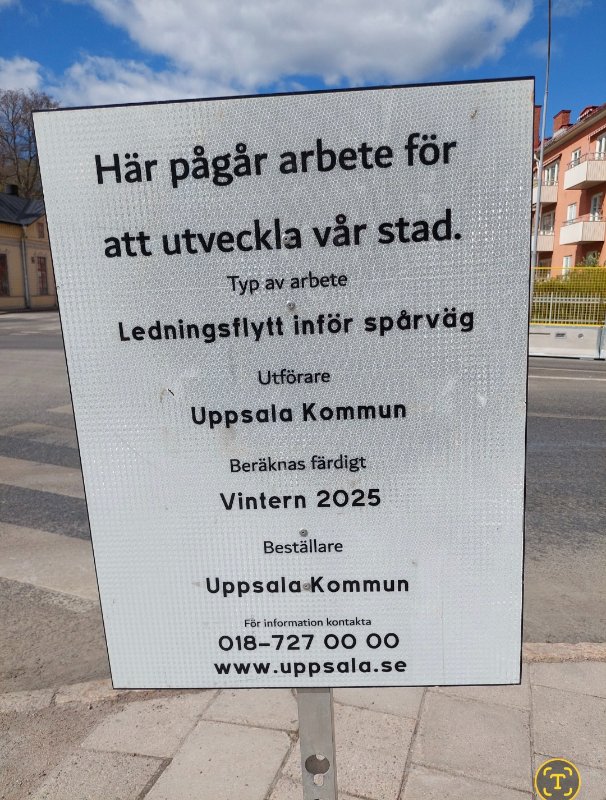 Här pågår arbete för
att utveckla vår stad.
Typ av arbete
Ledningsflytt inför spårväg
Utförare
Uppsala Kommun
Beräknas färdigt
Vintern 2025
Beställare
Uppsala Kommun
För information kontakta
018-727 00 00
www.uppsala.se
T